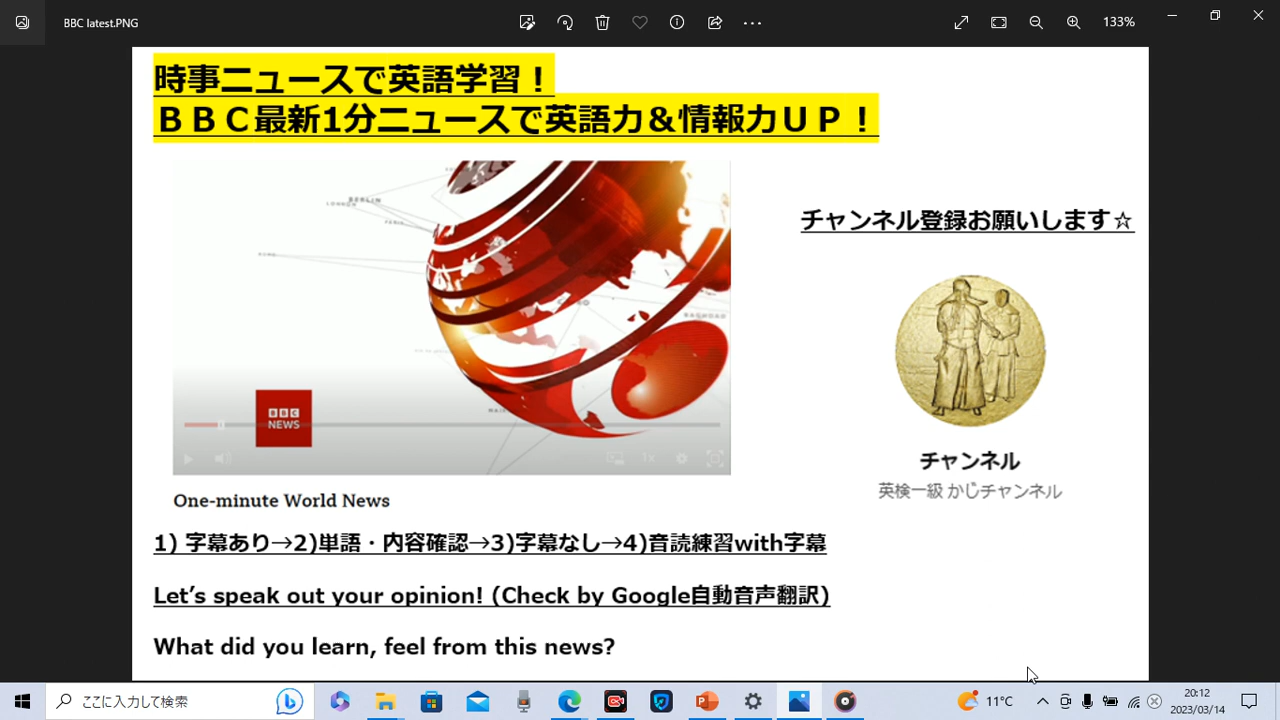 BBC latest.PNG
133%
時事ニュースで英語学習！
ＢＢＣ最新1分ニュースで英語力＆情報力ＵＰ！
チャンネル登録お願いします☆
BERLIN
LONDON
PARIS
BAGHDAD
BBC
NEWS
1x
チャンネル
英検一級 かじチャンネル
One-minute World News
1) 字幕あり→2)単語・内容確認→3)字幕なし→4)音読練習with字幕
Let’s speak out your opinion! (Check by Google自動音声翻訳)
What did you learn, feel from this news?
ここに入力して検索
11°C
20:12
2023/03/14